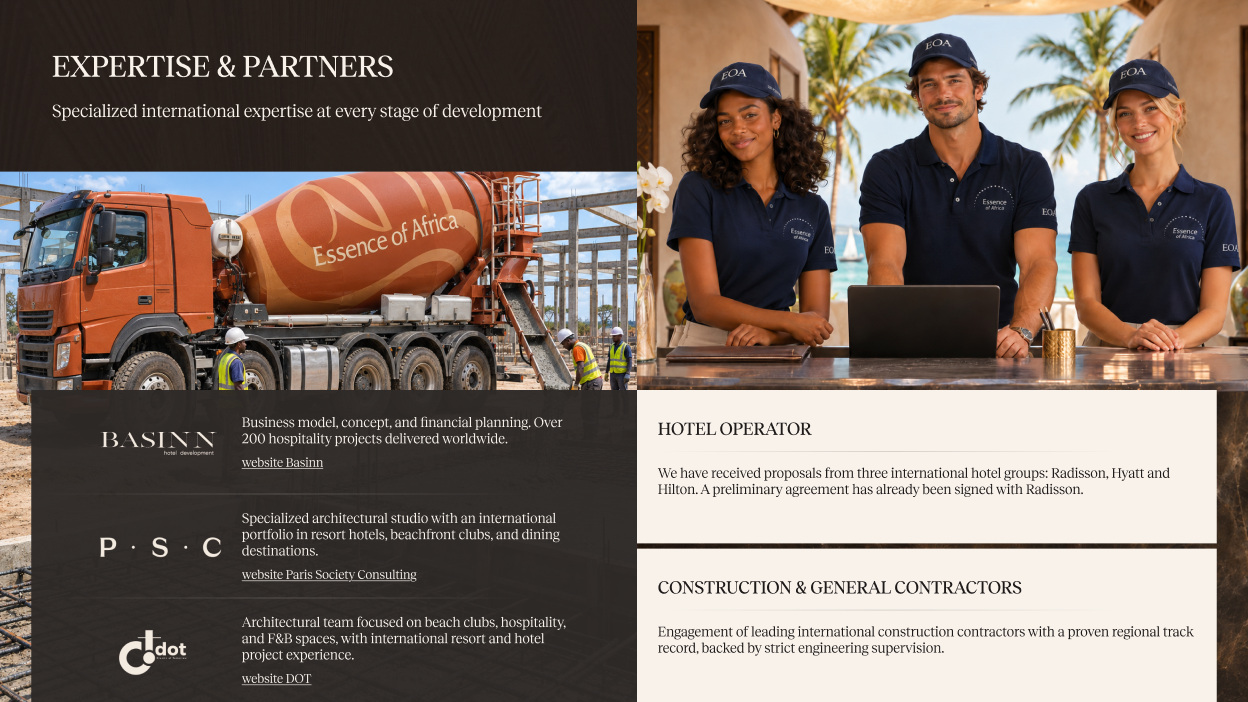 EXPERTISE & PARTNERS
Specialized international expertise at every stage of development
Essence of Africa
EOA
EOA
EOA
Essence
of Africa
EOA
Essence
of Africa
EOA
Essence
of Africa
EOA
BASINN
hotel development
Business model, concept, and financial planning. Over
200 hospitality projects delivered worldwide.
website Basinn
P · S · C
Specialized architectural studio with an international
portfolio in resort hotels, beachfront clubs, and dining
destinations.
website Paris Society Consulting
dot
Architectural team focused on beach clubs, hospitality,
and F&B spaces, with international resort and hotel
project experience.
website DOT
HOTEL OPERATOR
We have received proposals from three international hotel groups: Radisson, Hyatt and
Hilton. A preliminary agreement has already been signed with Radisson.
CONSTRUCTION & GENERAL CONTRACTORS
Engagement of leading international construction contractors with a proven regional track
record, backed by strict engineering supervision.